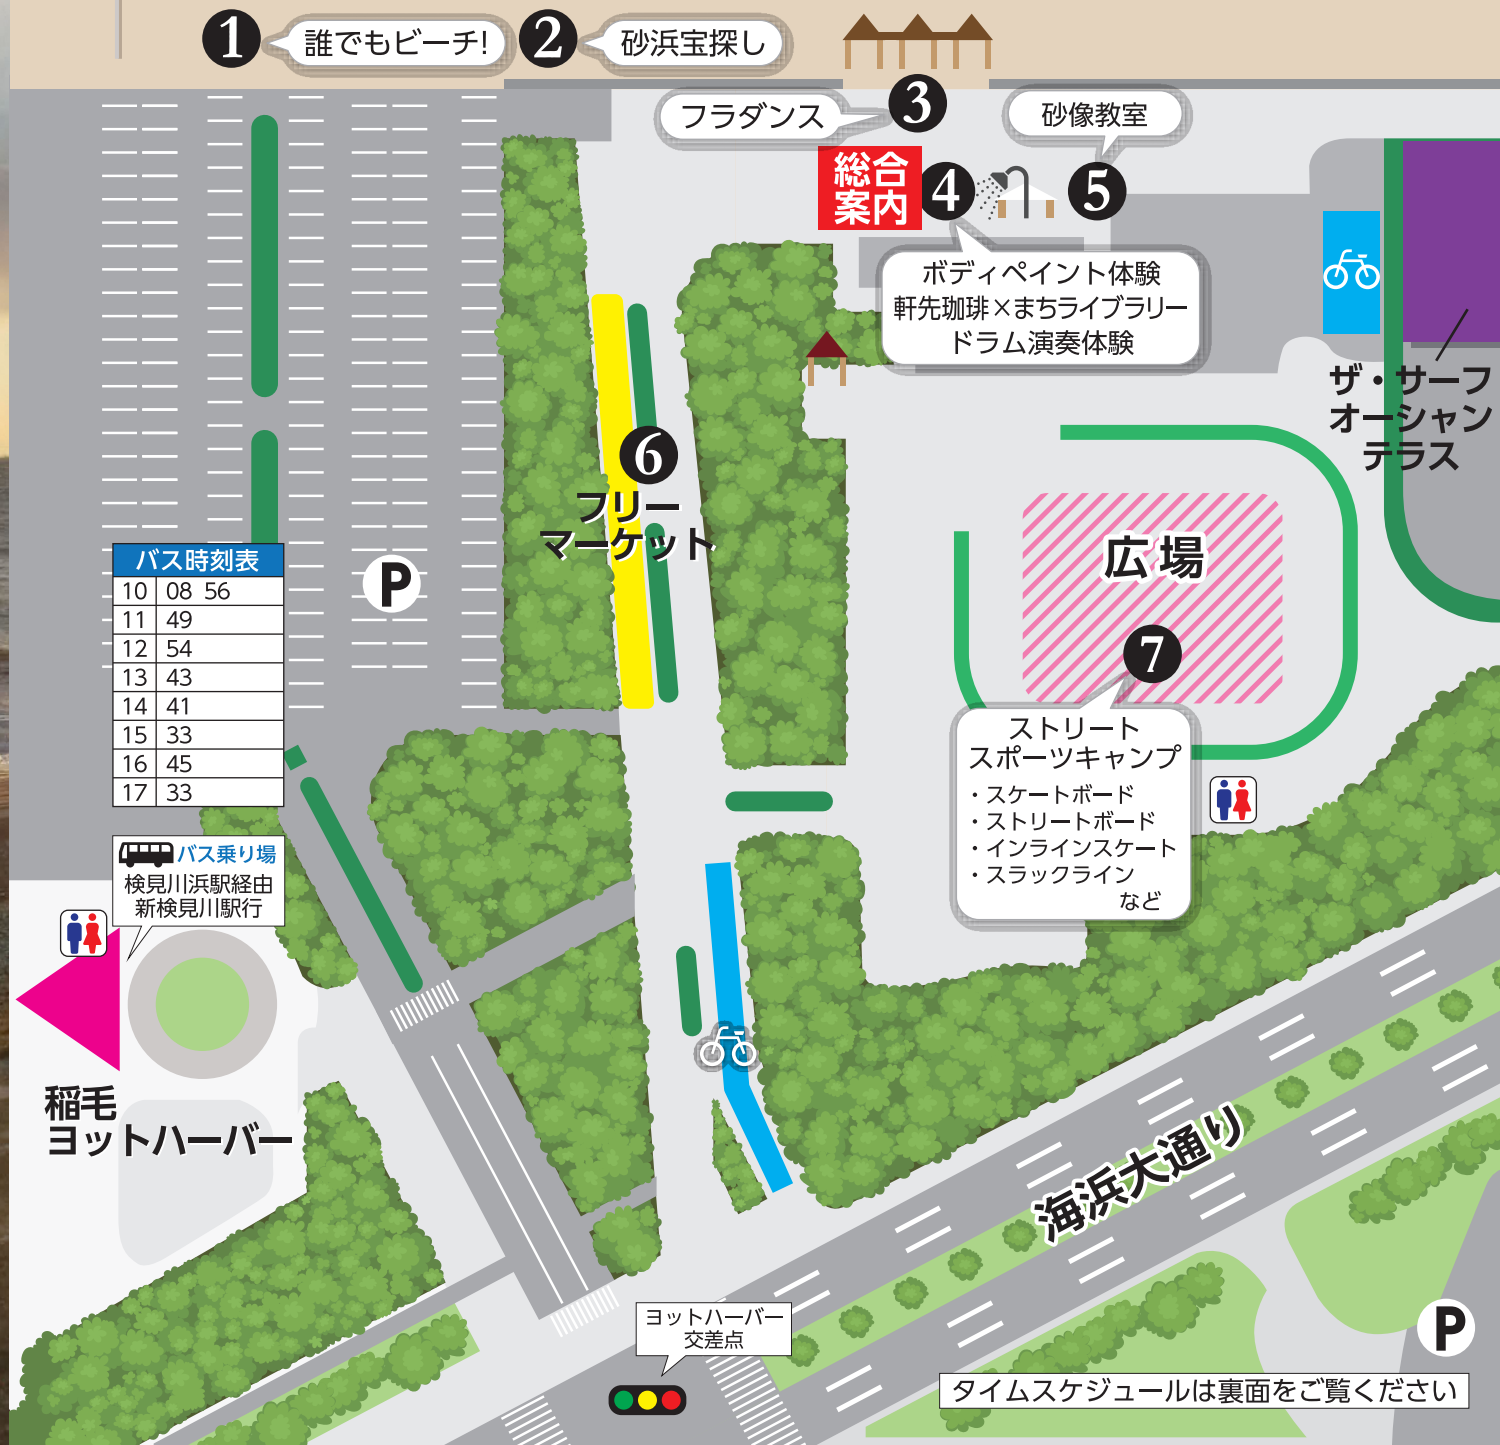 1
誰でもビーチ!
2
砂浜宝探し
フラダンス
3
砂像教室
総合
案内
4
5
ボディペイント体験
軒先珈琲×まちライブラリー
ドラム演奏体験
ザ・サーフ
オーシャン
テラス
6
フリー
マーケット
広場
7
ストリート
スポーツキャンプ
・スケートボード
・ストリートボード
・インラインスケート
・スラックライン
など
P
バス時刻表
10 08 56
11 49
12 54
13 43
14 41
15 33
16 45
17 33
バス乗り場
検見川浜駅経由
新検見川駅行
稲毛
ヨットハーバー
海浜大通り
ヨットハーバー
交差点
P
タイムスケジュールは裏面をご覧ください